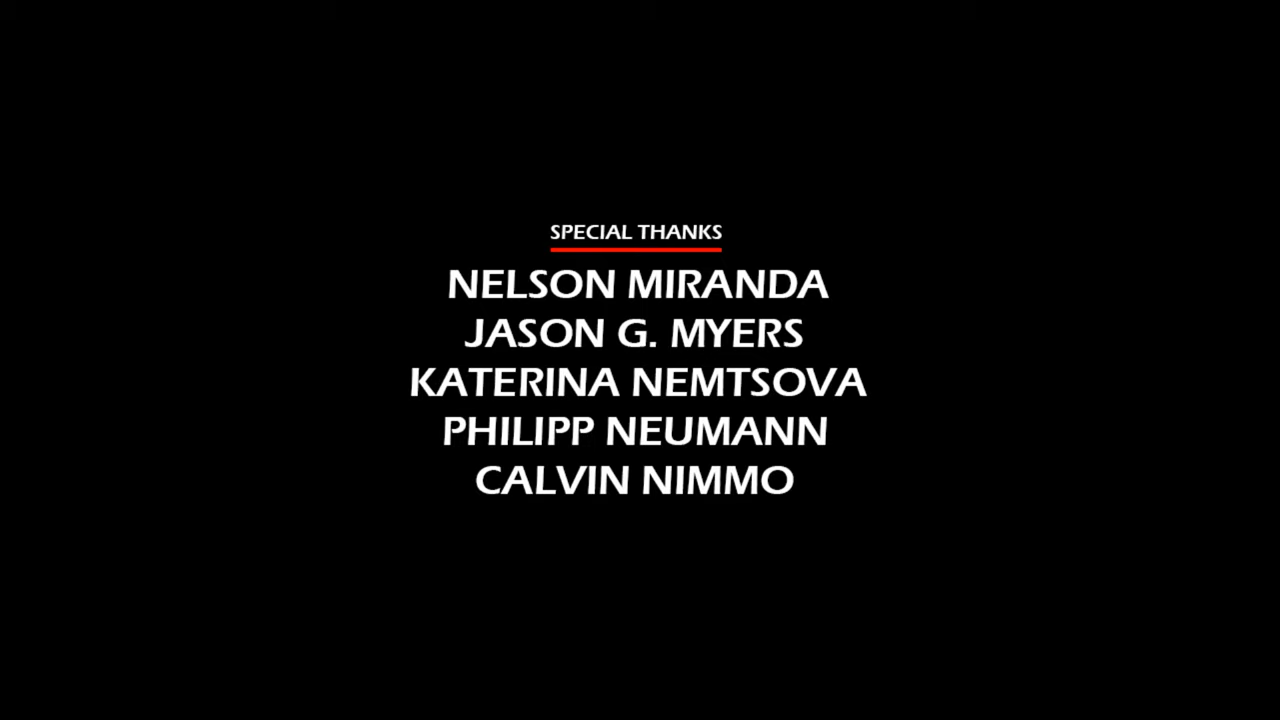 SPECIAL THANKS
NELSON MIRANDA
JASON G. MYERS
KATERINA NEMTSOVA
PHILIPP NEUMANN
CALVIN NIMMO